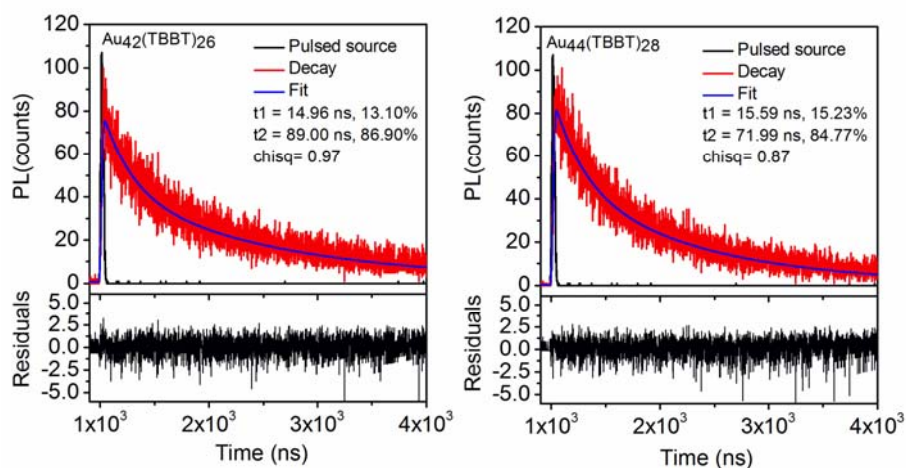 Au42(TBBT)26
Pulsed source
Decay
Fit
t1 = 14.96 ns, 13.10%
t2 = 89.00 ns, 86.90%
chisq= 0.97
120
100
80
60
40
20
0
PL(counts)
5.0
2.5
0.0
-2.5
-5.0
Residuals
1x10³ 2x10³ 3x10³ 4x10³
Time (ns)
Au44(TBBT)28
Pulsed source
Decay
Fit
t1 = 15.59 ns, 15.23%
t2 = 71.99 ns, 84.77%
chisq= 0.87
120
100
80
60
40
20
0
PL(counts)
5.0
2.5
0.0
-2.5
-5.0
Residuals
1x10³ 2x10³ 3x10³ 4x10³
Time (ns)